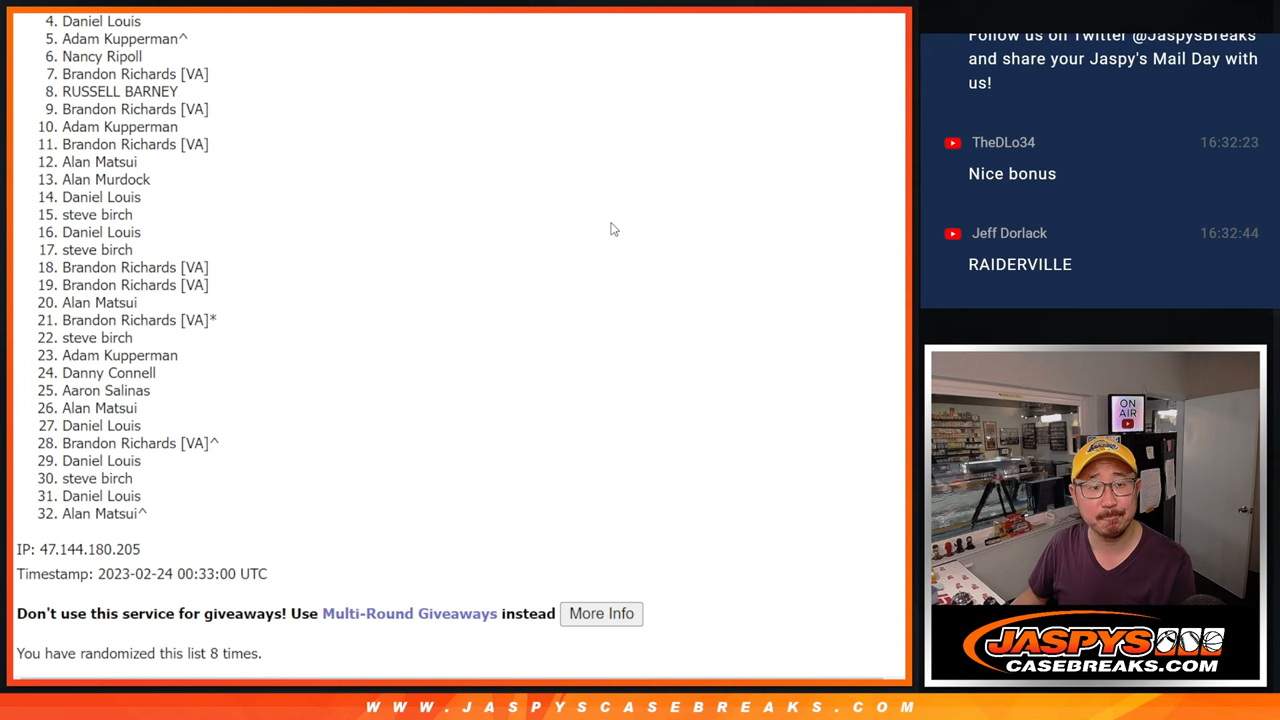 4. Daniel Louis
5. Adam Kupperman^
6. Nancy Ripoll
7. Brandon Richards [VA]
8. RUSSELL BARNEY
9. Brandon Richards [VA]
10. Adam Kupperman
11. Brandon Richards [VA]
12. Alan Matsui
13. Alan Murdock
14. Daniel Louis
15. steve birch
16. Daniel Louis
17. steve birch
18. Brandon Richards [VA]
19. Brandon Richards [VA]
20. Alan Matsui
21. Brandon Richards [VA]*
22. steve birch
23. Adam Kupperman
24. Danny Connell
25. Aaron Salinas
26. Alan Matsui
27. Daniel Louis
28. Brandon Richards [VA]^
29. Daniel Louis
30. steve birch
31. Daniel Louis
32. Alan Matsui^
IP: 47.144.180.205
Timestamp: 2023-02-24 00:33:00 UTC
Don't use this service for giveaways! Use Multi-Round Giveaways instead More Info
You have randomized this list 8 times.
Follow us on Twitter @JaspysBreaks
and share your Jaspy's Mail Day with
us!
TheDLo34 16:32:23
Nice bonus
Jeff Dorlack 16:32:44
RAIDERVILLE
ON
AIR
JASPYS
CASEBREAKS.COM
WWW.JASPYSCASEBREAKS.COM